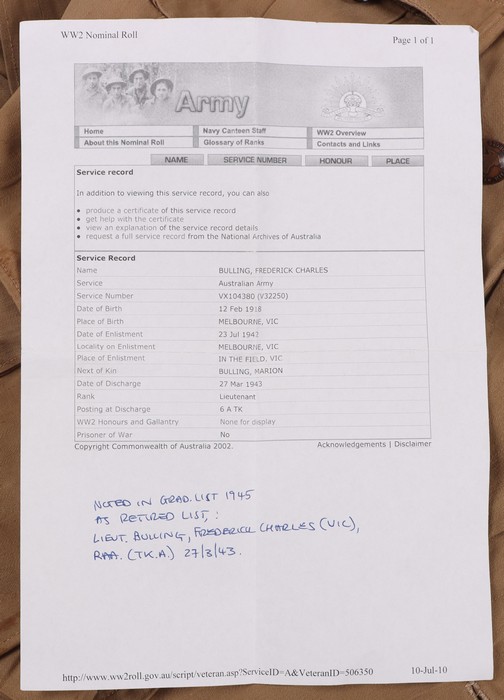 WW2 Nominal Roll
Page 1 of 1
Army
Home Navy Canteen Staff WW2 Overview
About this Nominal Roll Glossary of Ranks Contacts and Links
NAME SERVICE NUMBER HONOUR PLACE
Service record
In addition to viewing this service record, you can also
• produce a certificate of this service record
• get help with the certificate
• view an explanation of the service record details
• request a full service record from the National Archives of Australia
Service Record
Name BULLING, FREDERICK CHARLES
Service Australian Army
Service Number VX104380 (V32250)
Date of Birth 12 Feb 1918
Place of Birth MELBOURNE, VIC
Date of Enlistment 23 Jul 1942
Locality on Enlistment MELBOURNE, VIC
Place of Enlistment IN THE FIELD, VIC
Next of Kin BULLING, MARION
Date of Discharge 27 Mar 1943
Rank Lieutenant
Posting at Discharge 6 A TK
WW2 Honours and Gallantry None for display
Prisoner of War No
Copyright Commonwealth of Australia 2002. Acknowledgements | Disclaimer
NOTED IN GRAD. LIST 1945
AS RETIRED LIST, :
LIEUT. BULLING, FREDERICK CHARLES (VIC),
RAA. (TK.A.) 27/3/43.
http://www.ww2roll.gov.au/script/veteran.asp?ServiceID=A&VeteranID=506350 10-Jul-10